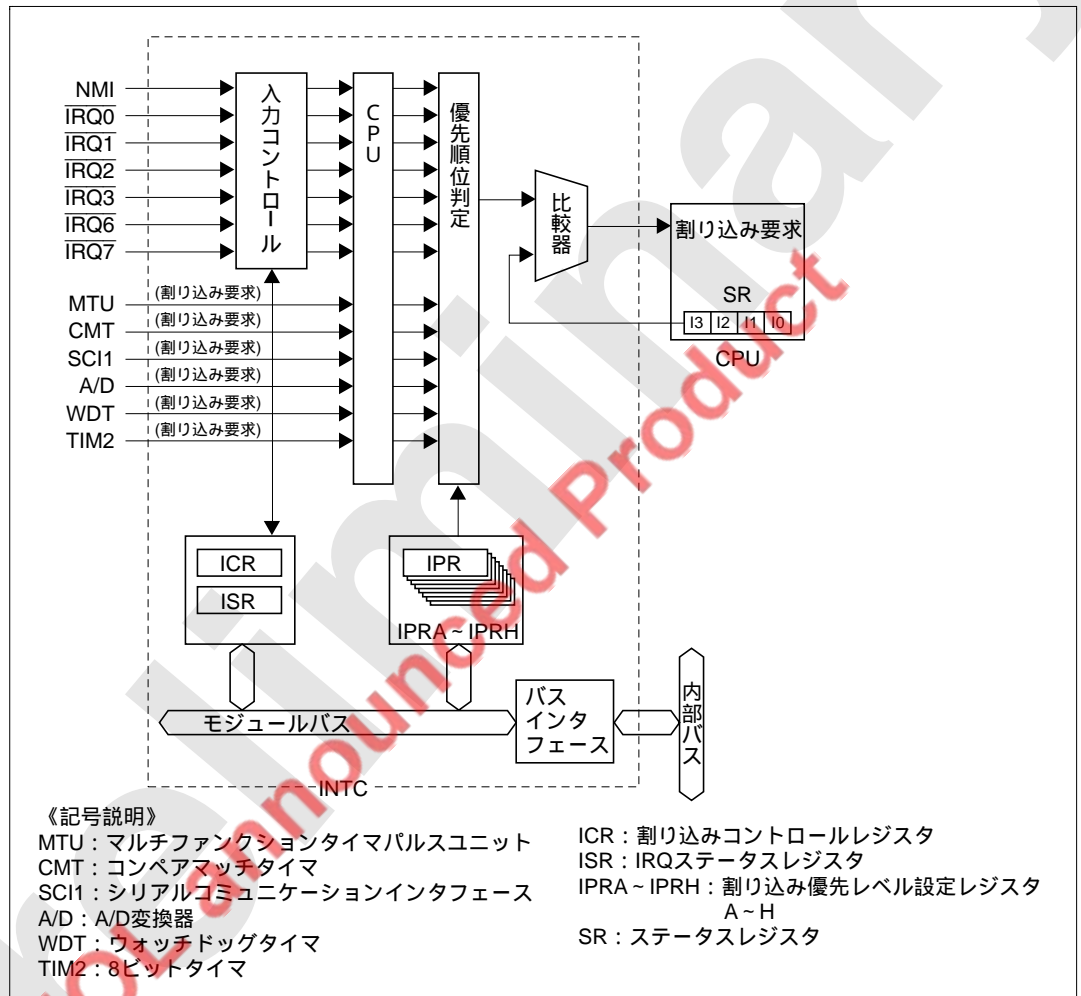 NMI
IRQ0
IRQ1
IRQ2
IRQ3
IRQ6
IRQ7
MTU
CMT
SCI1
A/D
WDT
TIM2
(割り込み要求)
(割り込み要求)
(割り込み要求)
(割り込み要求)
(割り込み要求)
(割り込み要求)
入力コントロール
CPU
優先順位判定
比較器
割り込み要求
SR
I3 I2 I1 I0
CPU
ICR
ISR
IPR
IPRA~IPRH
モジュールバス
バス
インタ
フェース
内部バス
INTC
《記号説明》
MTU:マルチファンクションタイマパルスユニット
CMT:コンペアマッチタイマ
SCI1:シリアルコミュニケーションインタフェース
A/D:A/D変換器
WDT:ウォッチドッグタイマ
TIM2:8ビットタイマ
ICR:割り込みコントロールレジスタ
ISR:IRQステータスレジスタ
IPRA~IPRH:割り込み優先レベル設定レジスタ
A~H
SR:ステータスレジスタ
OL announced Product
eliminary